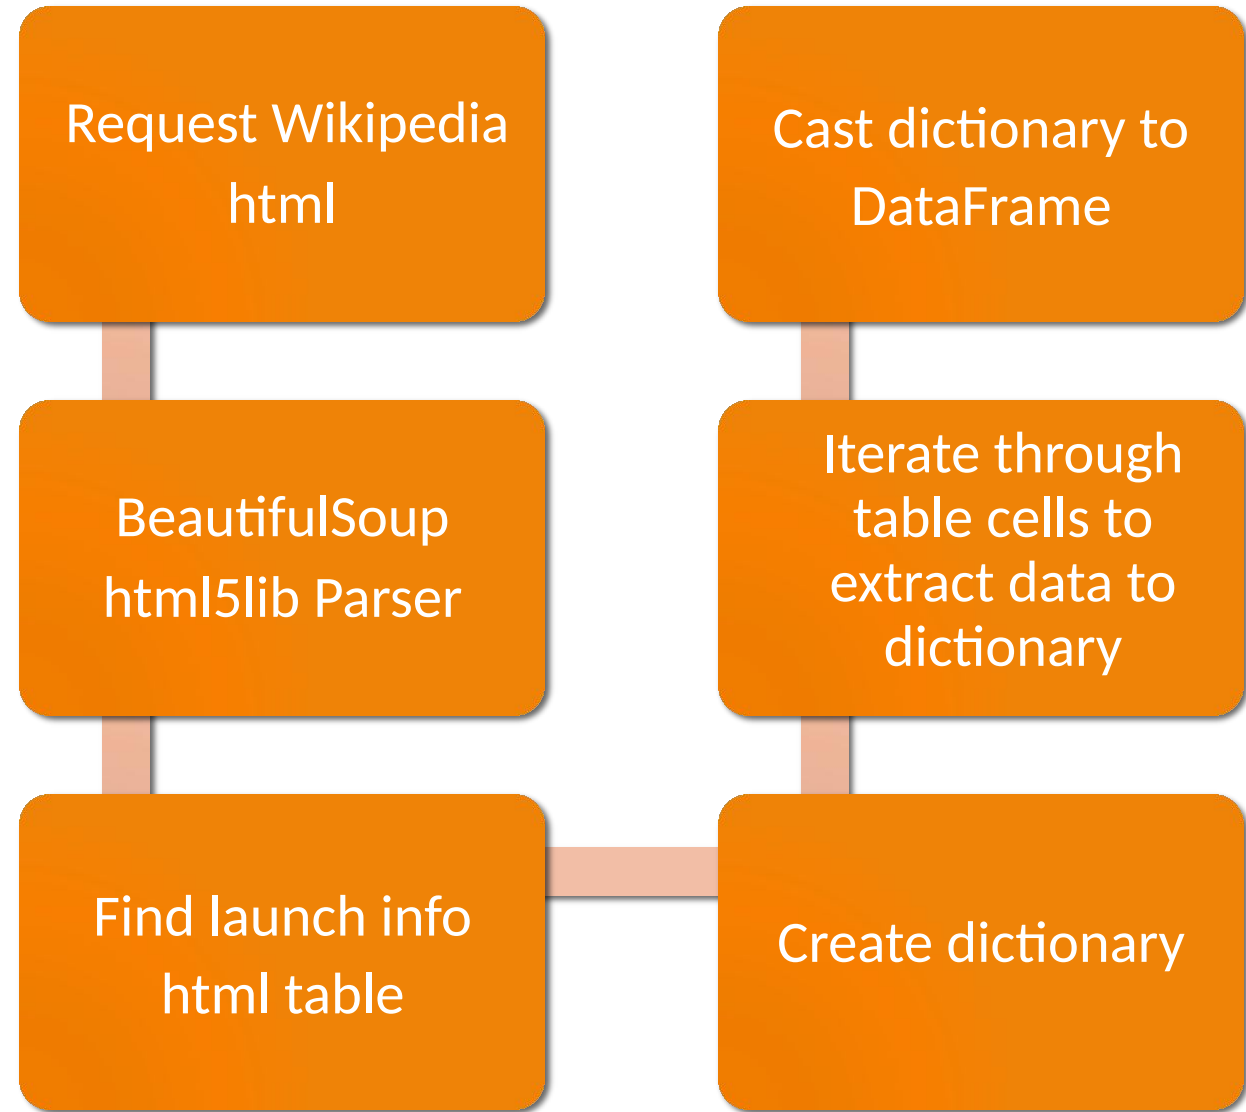 Request Wikipedia
html
BeautifulSoup
html5lib Parser
Find launch info
html table
Create dictionary
Iterate through
table cells to
extract data to
dictionary
Cast dictionary to
DataFrame